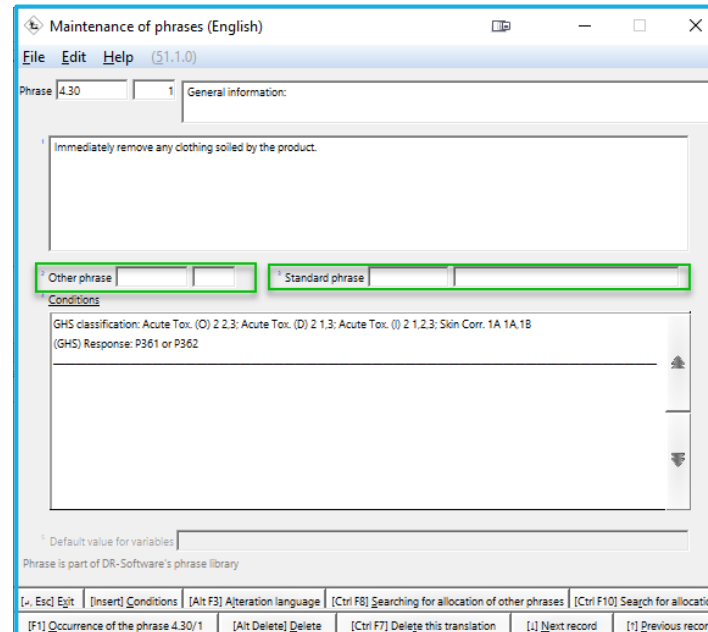 Maintenance of phrases (English)
File Edit Help (51.1.0)
Phrase 4.30 1 General information:
1 Immediately remove any clothing soiled by the product.
2 Other phrase 3 Standard phrase
4 Conditions
GHS classification: Acute Tox. (O) 2 2,3; Acute Tox. (D) 2 1,3; Acute Tox. (I) 2 1,2,3; Skin Corr. 1A 1A,1B
(GHS) Response: P361 or P362
5 Default value for variables
Phrase is part of DR-Software's phrase library
[↵, Esc] Exit [Insert] Conditions [Alt F3] Alteration language [Ctrl F8] Searching for allocation of other phrases [Ctrl F10] Search for allocatio
[F1] Occurrence of the phrase 4.30/1 [Alt Delete] Delete [Ctrl F7] Delete this translation [↓] Next record [↑] Previous recor